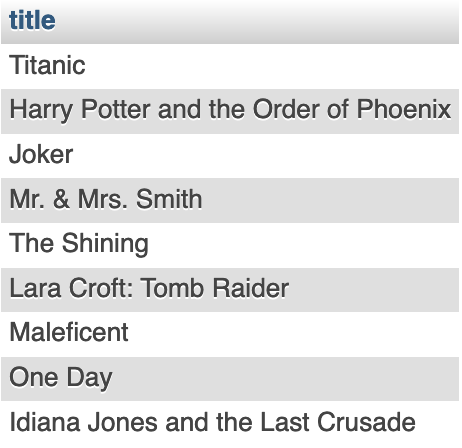 title
Titanic
Harry Potter and the Order of Phoenix
Joker
Mr. & Mrs. Smith
The Shining
Lara Croft: Tomb Raider
Maleficent
One Day
Idiana Jones and the Last Crusade